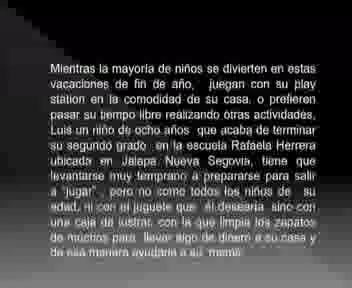 Mientras la mayoría de niños se divierten en estas
vacaciones de fin de año, juegan con su play
station en la comodidad de su casa, o prefieren
pasar su tiempo libre realizando otras actividades,
Luis un niño de ocho años que acaba de terminar
su segundo grado en la escuela Rafaela Herrera
ubicada en Jalapa Nueva Segovia, tiene que
levantarse muy temprano a prepararse para salir
a "jugar", pero no como todos los niños de su
edad, ni con el juguete que él desearía sino con
una caja de lustrar, con la que limpia los zapatos
de muchos para llevar algo de dinero a su casa y
de esa manera ayudarle a su mamá